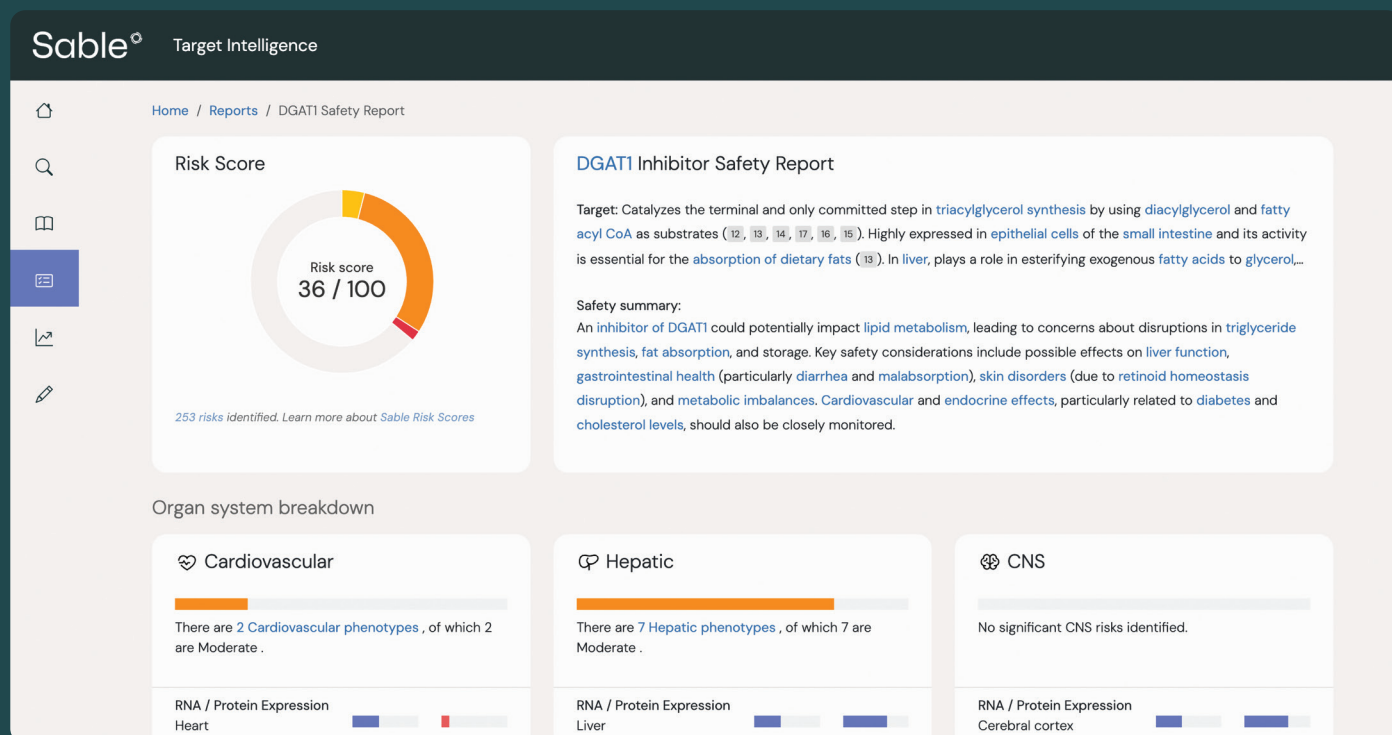 Sable
Target Intelligence
Home / Reports / DGAT1 Safety Report
Risk Score
Risk score
36 / 100
253 risks identified. Learn more about Sable Risk Scores
DGAT1 Inhibitor Safety Report
Target: Catalyzes the terminal and only committed step in triacylglycerol synthesis by using diacylglycerol and fatty
acyl CoA as substrates ( 12, 13, 14, 17, 16, 15 ). Highly expressed in epithelial cells of the small intestine and its activity
is essential for the absorption of dietary fats ( 13 ). In liver, plays a role in esterifying exogenous fatty acids to glycerol,...
Safety summary:
An inhibitor of DGAT1 could potentially impact lipid metabolism, leading to concerns about disruptions in triglyceride
synthesis, fat absorption, and storage. Key safety considerations include possible effects on liver function,
gastrointestinal health (particularly diarrhea and malabsorption), skin disorders (due to retinoid homeostasis
disruption), and metabolic imbalances. Cardiovascular and endocrine effects, particularly related to diabetes and
cholesterol levels, should also be closely monitored.
Organ system breakdown
Cardiovascular
There are 2 Cardiovascular phenotypes , of which 2
are Moderate .
RNA / Protein Expression
Heart
Hepatic
There are 7 Hepatic phenotypes , of which 7 are
Moderate .
RNA / Protein Expression
Liver
CNS
No significant CNS risks identified.
RNA / Protein Expression
Cerebral cortex